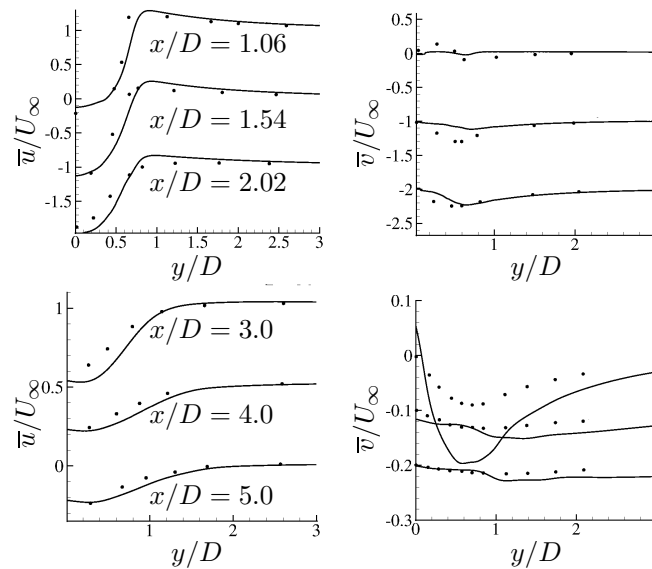 1
0.5
0
-0.5
-1
-1.5
u̅/U∞
x/D = 1.06
x/D = 1.54
x/D = 2.02
0 0.5 1 1.5 2 2.5 3
y/D
0
-0.5
-1
-1.5
-2
-2.5
v̅/U∞
0 1 2
y/D
1
0.5
0
u̅/U∞
x/D = 3.0
x/D = 4.0
x/D = 5.0
0 1 2 3
y/D
0.1
0
-0.1
-0.2
-0.3
v̅/U∞
0 1 2
y/D